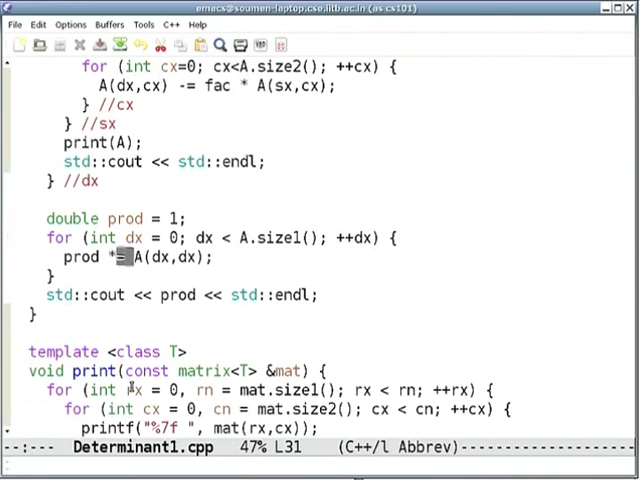 emacs@soumen-laptop.cse.iitb.ac.in (as cs101)
File Edit Options Buffers Tools C++ Help
for (int cx=0; cx<A.size2(); ++cx) {
A(dx,cx) -= fac * A(sx,cx);
} //cx
} //sx
print(A);
std::cout << std::endl;
} //dx
double prod = 1;
for (int dx = 0; dx < A.size1(); ++dx) {
prod *= A(dx,dx);
}
std::cout << prod << std::endl;
}
template <class T>
void print(const matrix<T> &mat) {
for (int rx = 0, rn = mat.size1(); rx < rn; ++rx) {
for (int cx = 0, cn = mat.size2(); cx < cn; ++cx) {
printf("%7f ", mat(rx,cx));
--:--- Determinant1.cpp 47% L31 (C++/l Abbrev)